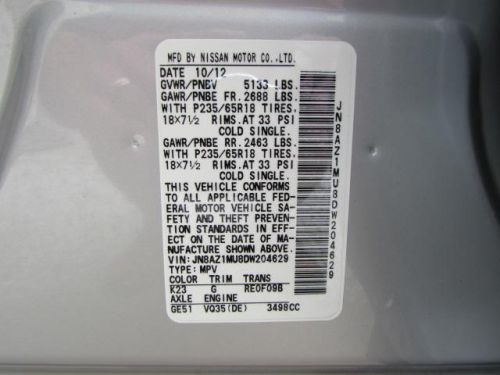 MFD BY NISSAN MOTOR CO.,LTD.
DATE 10/12
GVWR/PNBV 5133 LBS.
GAWR/PNBE FR. 2688 LBS.
WITH P235/65R18 TIRES.
18×7½ RIMS.AT 33 PSI
COLD SINGLE.
GAWR/PNBE RR. 2463 LBS.
WITH P235/65R18 TIRES.
18×7½ RIMS.AT 33 PSI
COLD SINGLE.
THIS VEHICLE CONFORMS
TO ALL APPLICABLE FED-
ERAL MOTOR VEHICLE SA-
FETY AND THEFT PREVEN-
TION STANDARDS IN EFF-
ECT ON THE DATE OF MA-
NUFACTURE SHOWN ABOVE.
VIN:JN8AZ1MU8DW204629
TYPE: MPV
COLOR TRIM TRANS
K23 G RE0F09B
AXLE ENGINE
GE51 VQ35(DE) 3498CC
JN8AZ1MU8DW204629